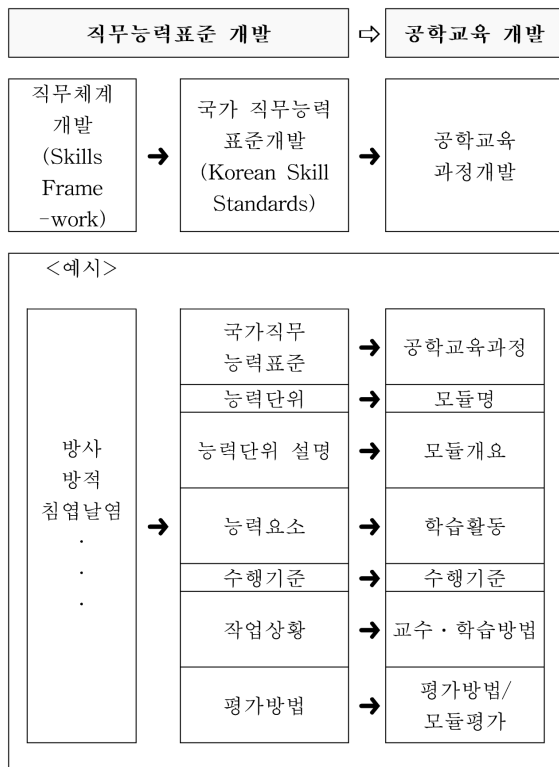 직무능력표준 개발 ⇨ 공학교육 개발
직무체계
개발
(Skills
Frame
-work)
➔
국가 직무능력
표준개발
(Korean Skill
Standards)
➔
공학교육
과정개발
<예시>
방사
방적
침염날염
·
·
·
➔
국가직무
능력표준
➔
공학교육과정
능력단위 ➔ 모듈명
능력단위 설명 ➔ 모듈개요
능력요소 ➔ 학습활동
수행기준 ➔ 수행기준
작업상황 ➔ 교수·학습방법
평가방법 ➔
평가방법/
모듈평가